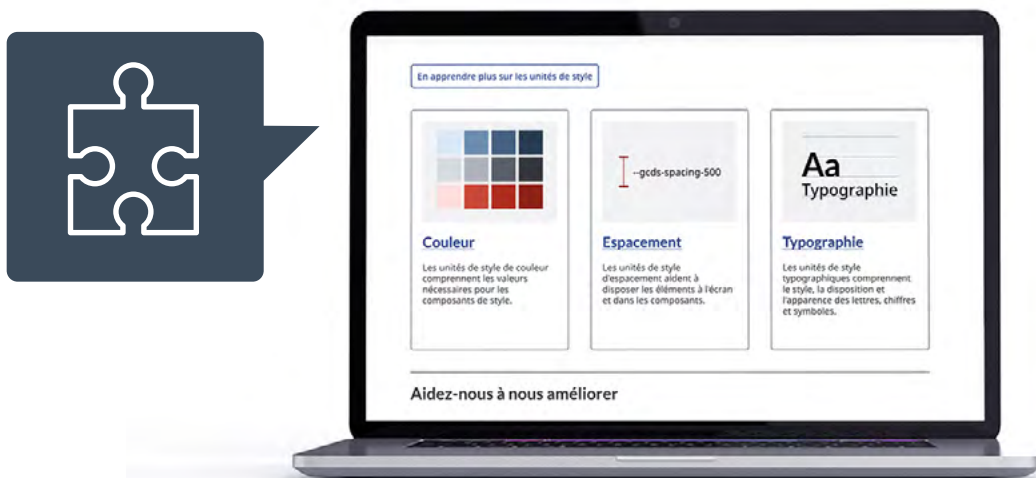 En apprendre plus sur les unités de style
--gcds-spacing-500
Aa
Typographie
Couleur
Les unités de style de couleur
comprennent les valeurs
nécessaires pour les
composants de style.
Espacement
Les unités de style
d'espacement aident à
disposer les éléments à l'écran
et dans les composants.
Typographie
Les unités de style
typographiques comprennent
le style, la disposition et
l'apparence des lettres, chiffres
et symboles.
Aidez-nous à nous améliorer